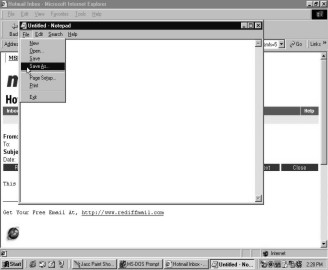 Hotmail Inbox - Microsoft Internet Explorer
File Edit View Favorites Tools Help
Untitled - Notepad
File Edit Search Help
New
Open...
Save
Save As...
Page Setup...
Print
Exit
Go Links
Help
From:
To:
Subje
Date:
Close
This
Get Your Free Email At, http://www.rediffmail.com
Internet
Start
Jasc Paint Sho...
MS-DOS Prompt
Hotmail Inbox-...
Untitled - No...
2:28 PM